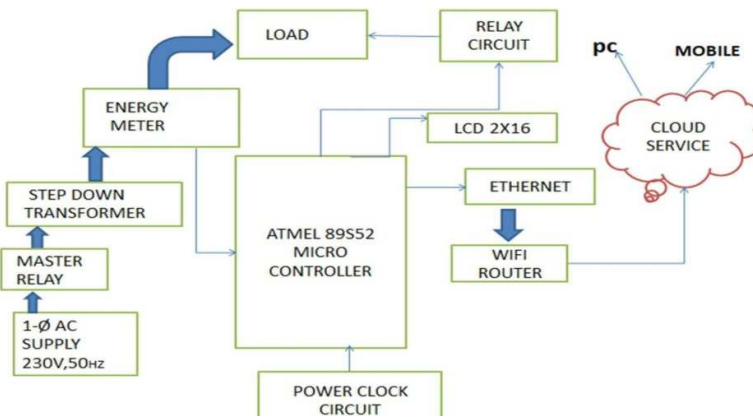 LOAD
RELAY
CIRCUIT
pc
MOBILE
ENERGY
METER
LCD 2X16
CLOUD
SERVICE
STEP DOWN
TRANSFORMER
ATMEL 89S52
MICRO
CONTROLLER
ETHERNET
MASTER
RELAY
WIFI
ROUTER
1-Ø AC
SUPPLY
230V,50HZ
POWER CLOCK
CIRCUIT